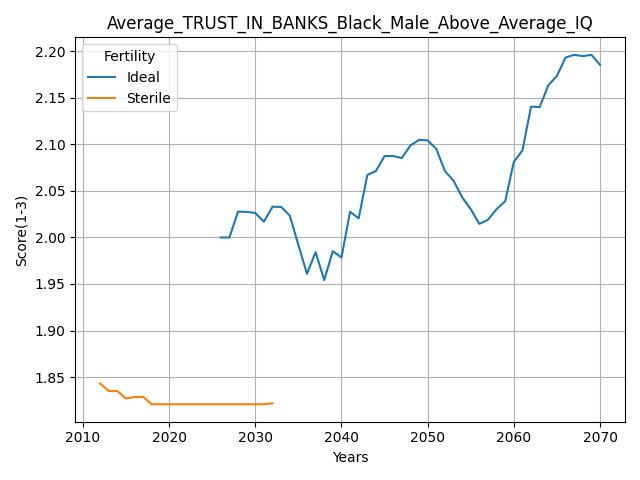 Average_TRUST_IN_BANKS_Black_Male_Above_Average_IQ
Fertility
Ideal
Sterile
Score(1-3)
2.20
2.15
2.10
2.05
2.00
1.95
1.90
1.85
2010 2020 2030 2040 2050 2060 2070
Years